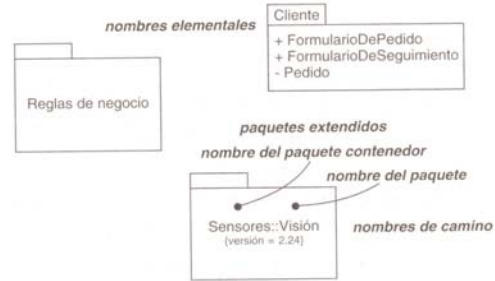 nombres elementales
Cliente
+ FormularioDePedido
+ FormularioDeSeguimiento
- Pedido
Reglas de negocio
paquetes extendidos
nombre del paquete contenedor
nombre del paquete
Sensores::Visión
{versión = 2.24}
nombres de camino